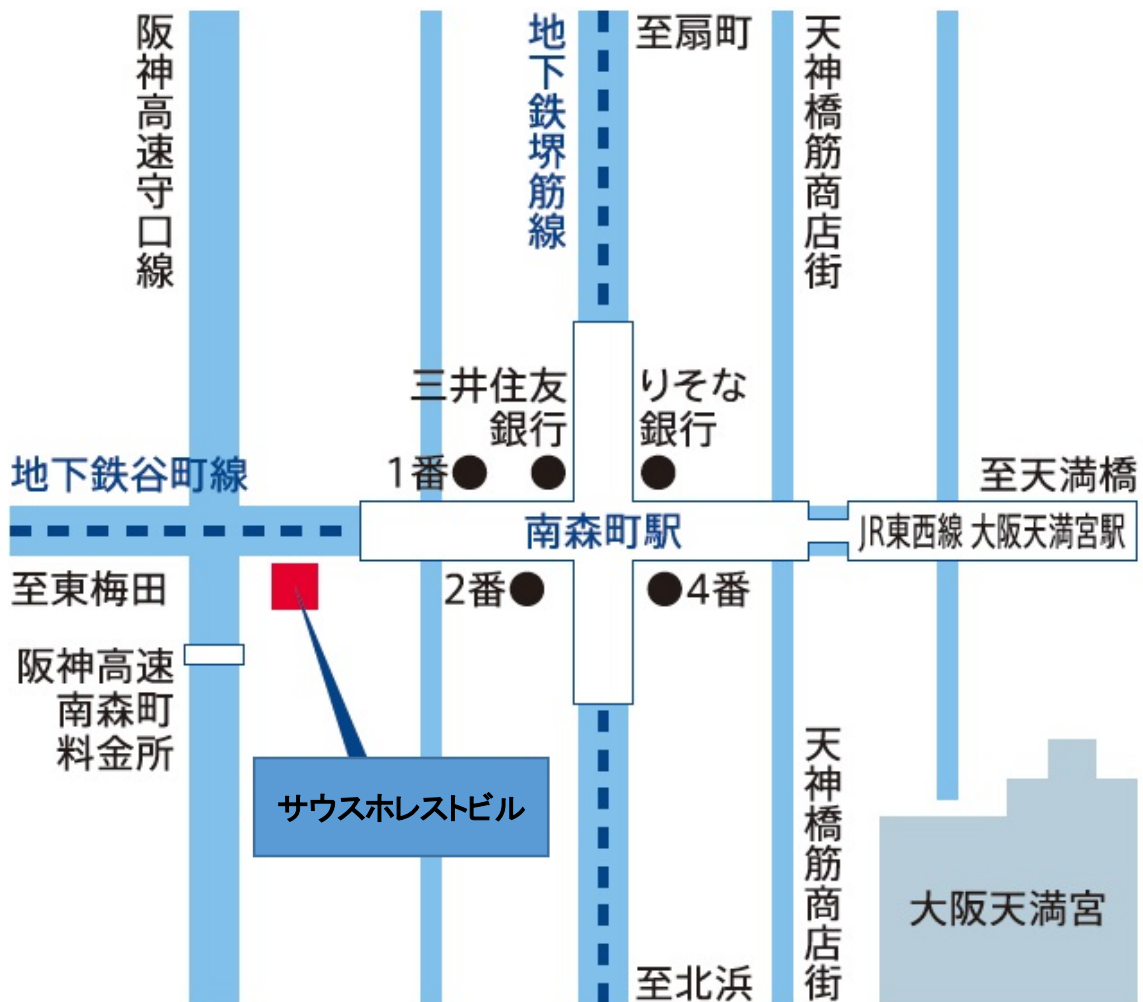 阪神高速守口線
地下鉄堺筋線
至扇町
天神橋筋商店街
三井住友
銀行
りそな
銀行
地下鉄谷町線
1番
至天満橋
南森町駅
JR東西線 大阪天満宮駅
至東梅田
2番
4番
阪神高速
南森町
料金所
サウスホレストビル
天神橋筋商店街
大阪天満宮
至北浜